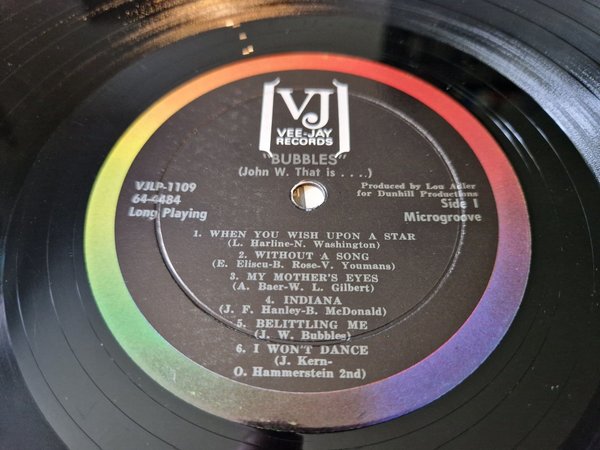 VJ
VEE-JAY
RECORDS
"BUBBLES"
(John W. That is . . . .)
VJLP-1109
64-4484
Long Playing
Produced by Lou Adler
for Dunhill Productions
Side 1
Microgroove
1. WHEN YOU WISH UPON A STAR
(L. Harline-N. Washington)
2. WITHOUT A SONG
(E. Eliscu-B. Rose-V. Youmans)
3. MY MOTHER'S EYES
(A. Baer-W. L. Gilbert)
4. INDIANA
(J. F. Hanley-B. McDonald)
5. BELITTLING ME
(J. W. Bubbles)
6. I WON'T DANCE
(J. Kern-
O. Hammerstein 2nd)